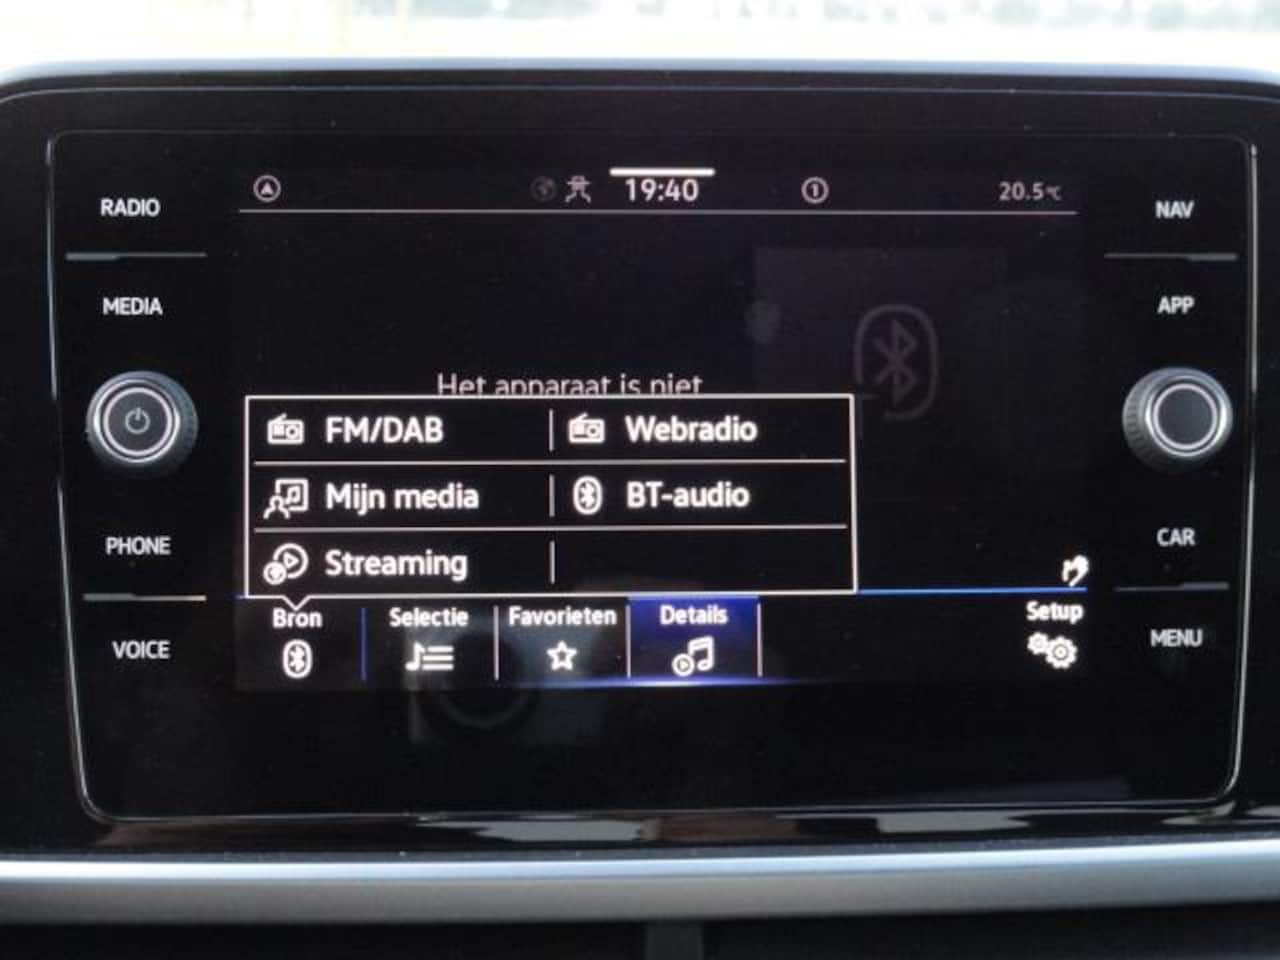 RADIO
MEDIA
PHONE
VOICE
19:40
1
20.5°C
Het apparaat is niet
FM/DAB
Webradio
Mijn media
BT-audio
Streaming
Bron
Selectie
Favorieten
Details
Setup
NAV
APP
CAR
MENU